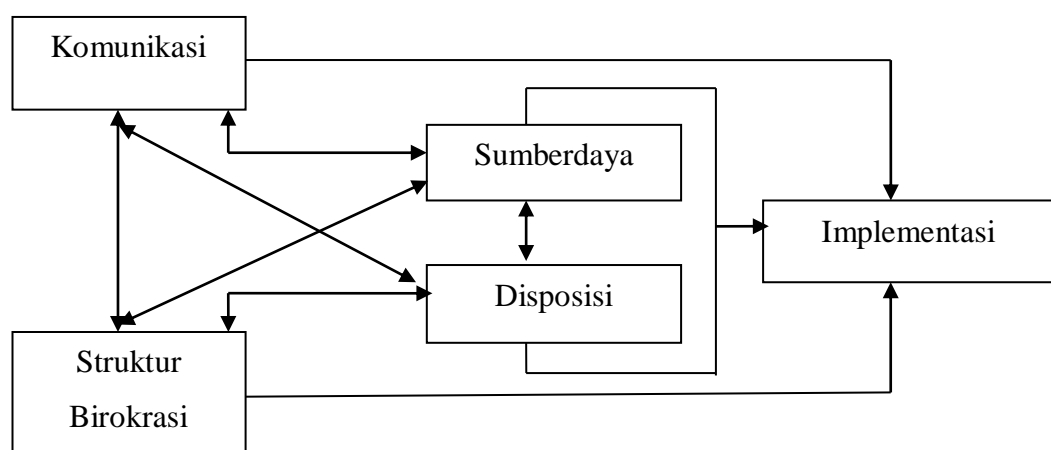 Komunikasi
Sumberdaya
Implementasi
Disposisi
Struktur
Birokrasi